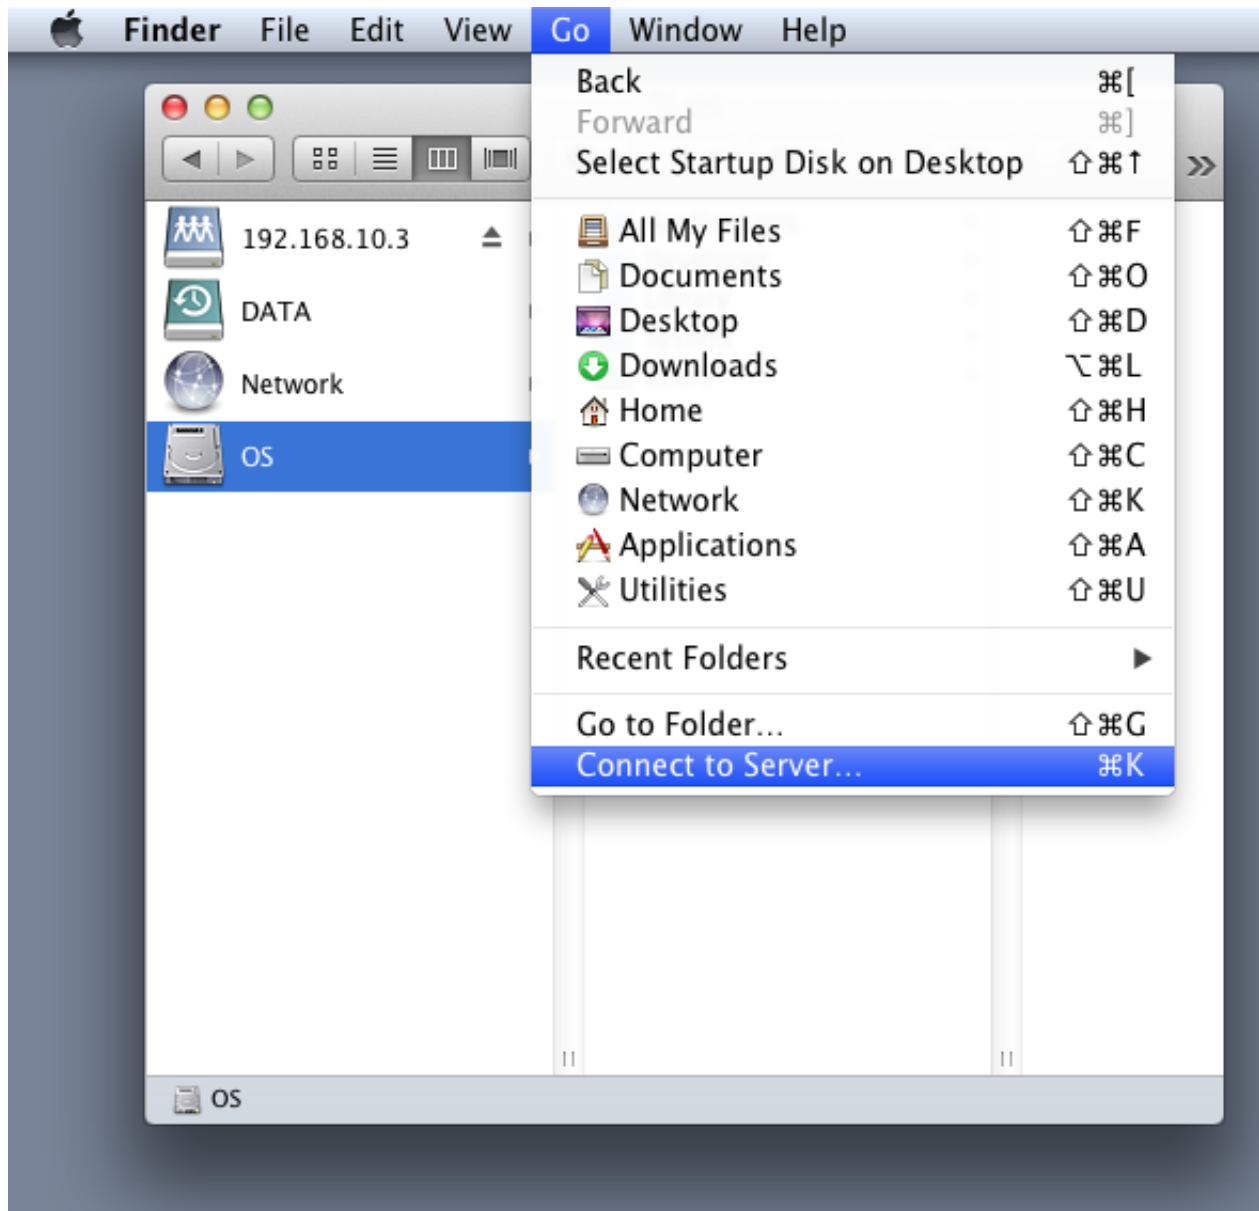 Finder File Edit View Go Window Help
Back ⌘[
Forward ⌘]
Select Startup Disk on Desktop ⇧⌘↑
All My Files ⇧⌘F
Documents ⇧⌘O
Desktop ⇧⌘D
Downloads ⌥⌘L
Home ⇧⌘H
Computer ⇧⌘C
Network ⇧⌘K
Applications ⇧⌘A
Utilities ⇧⌘U
Recent Folders ▶
Go to Folder... ⇧⌘G
Connect to Server... ⌘K
192.168.10.3
DATA
Network
OS
OS